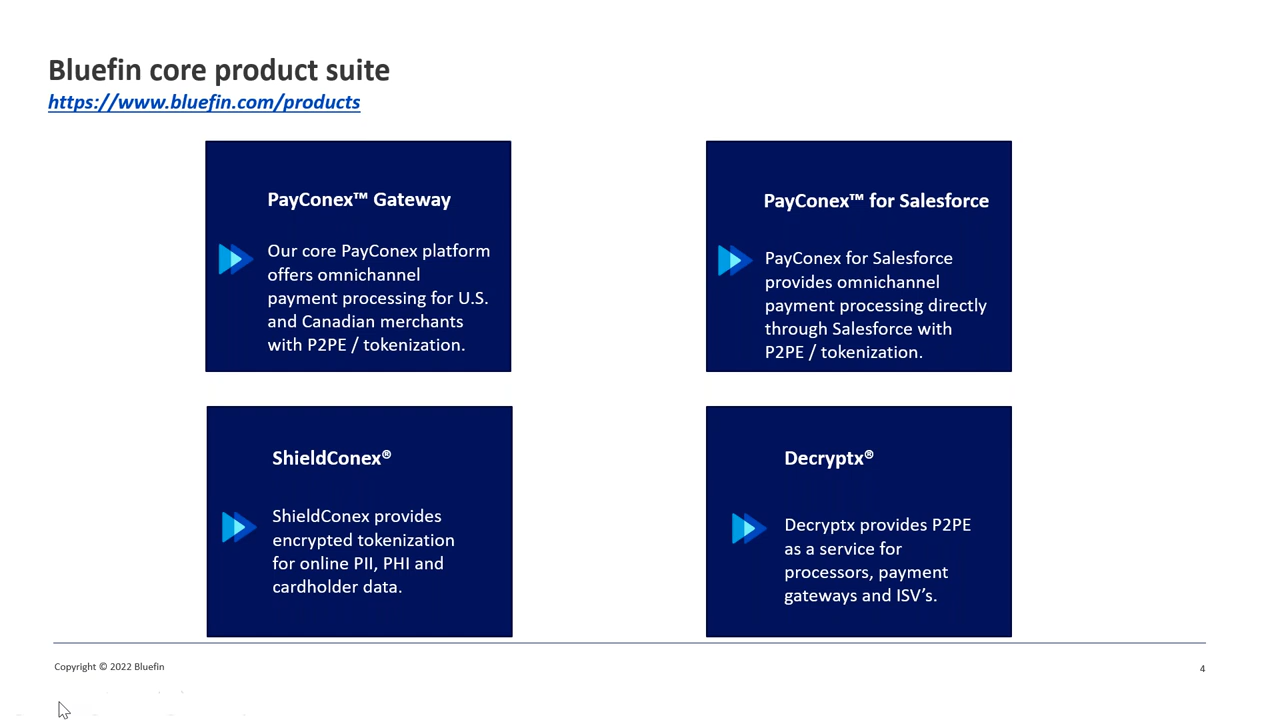 Bluefin core product suite
https://www.bluefin.com/products
PayConex™ Gateway
Our core PayConex platform
offers omnichannel
payment processing for U.S.
and Canadian merchants
with P2PE / tokenization.
PayConex™ for Salesforce
PayConex for Salesforce
provides omnichannel
payment processing directly
through Salesforce with
P2PE / tokenization.
ShieldConex®
ShieldConex provides
encrypted tokenization
for online PII, PHI and
cardholder data.
Decryptx®
Decryptx provides P2PE
as a service for
processors, payment
gateways and ISV’s.
Copyright © 2022 Bluefin
4